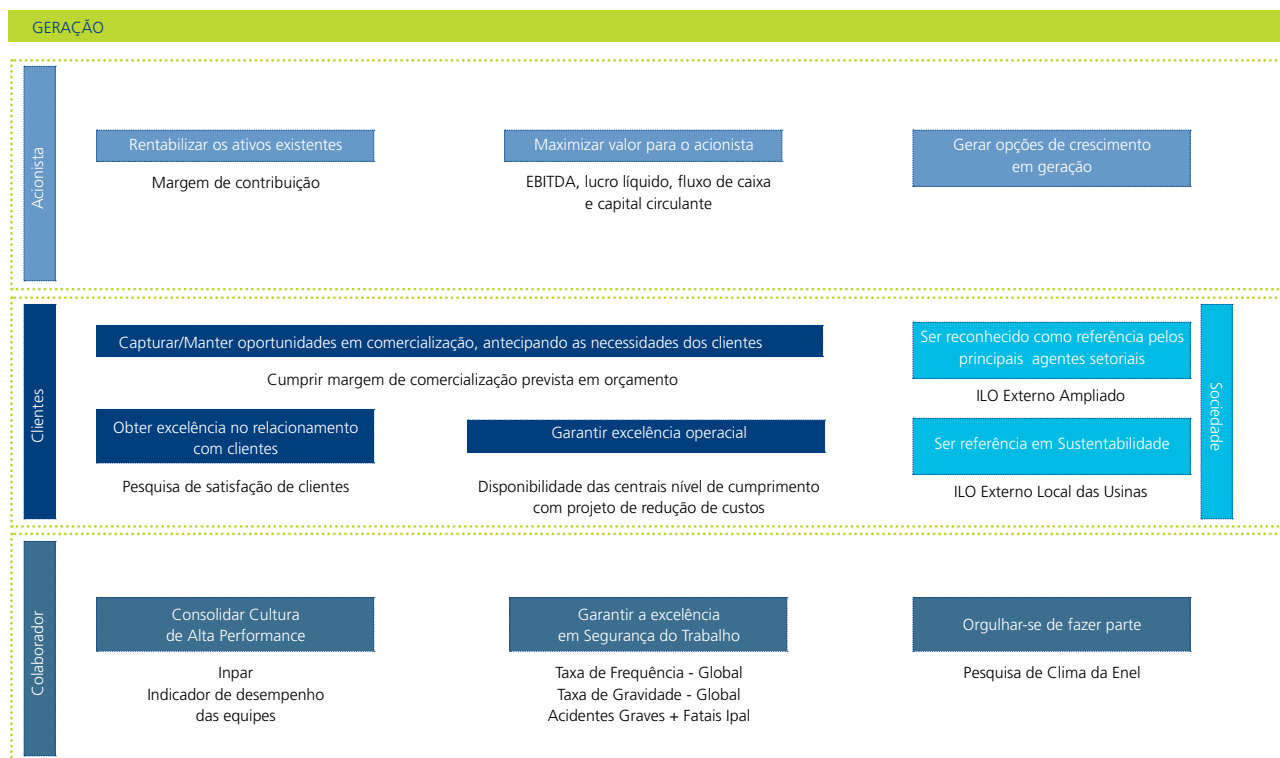 GERAÇÃO
Acionista
Rentabilizar os ativos existentes
Margem de contribuição
Maximizar valor para o acionista
EBITDA, lucro líquido, fluxo de caixa
e capital circulante
Gerar opções de crescimento
em geração
Clientes
Capturar/Manter oportunidades em comercialização, antecipando as necessidades dos clientes
Cumprir margem de comercialização prevista em orçamento
Obter excelência no relacionamento
com clientes
Pesquisa de satisfação de clientes
Garantir excelência operacial
Disponibilidade das centrais nível de cumprimento
com projeto de redução de custos
Ser reconhecido como referência pelos
principais agentes setoriais
ILO Externo Ampliado
Ser referência em Sustentabilidade
ILO Externo Local das Usinas
Sociedade
Colaborador
Consolidar Cultura
de Alta Performance
Inpar
Indicador de desempenho
das equipes
Garantir a excelência
em Segurança do Trabalho
Taxa de Frequência - Global
Taxa de Gravidade - Global
Acidentes Graves + Fatais Ipal
Orgulhar-se de fazer parte
Pesquisa de Clima da Enel